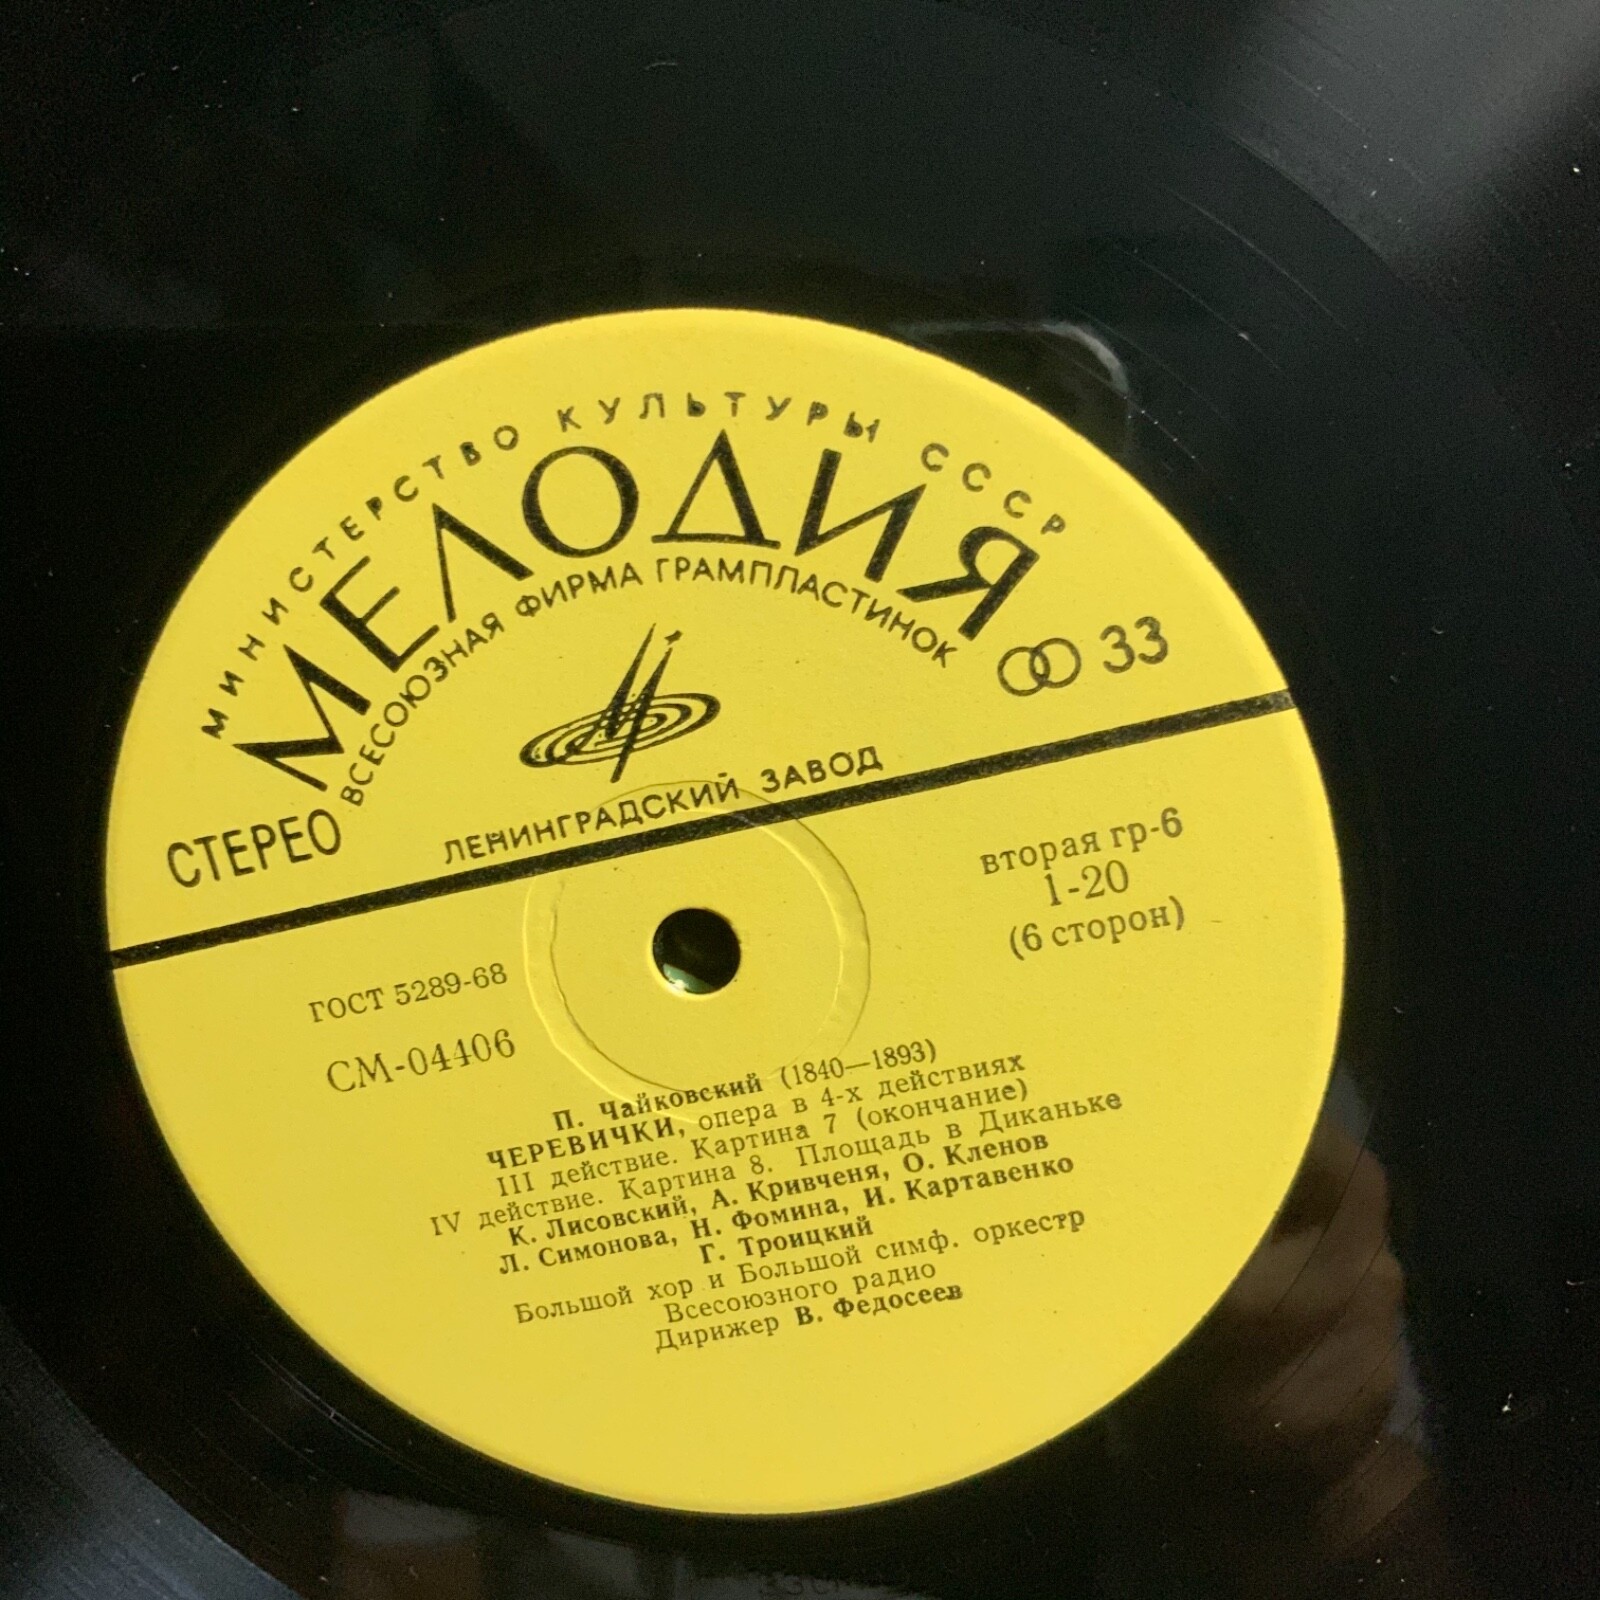 МИНИСТЕРСТВО КУЛЬТУРЫ СССР
МЕЛОДИЯ
ВСЕСОЮЗНАЯ ФИРМА ГРАМПЛАСТИНОК
33
СТЕРЕО
ЛЕНИНГРАДСКИЙ ЗАВОД
вторая гр-6
1-20
(6 сторон)
ГОСТ 5289-68
СМ-04406
П. Чайковский (1840—1893)
ЧЕРЕВИЧКИ, опера в 4-х действиях
III действие. Картина 7 (окончание)
IV действие. Картина 8. Площадь в Диканьке
К. Лисовский, А. Кривченя, О. Кленов
Л. Симонова, Н. Фомина, И. Картавенко
Г. Троицкий
Большой хор и Большой симф. оркестр
Всесоюзного радио
Дирижер В. Федосеев